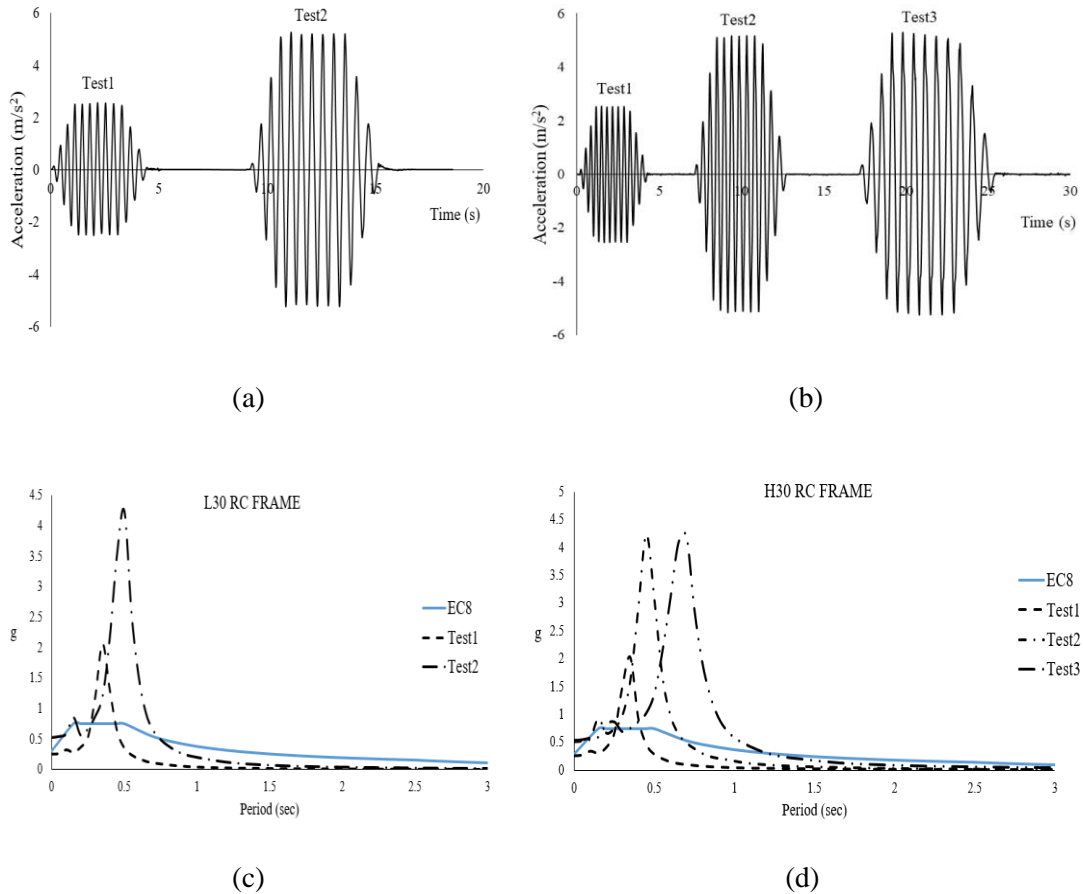 6
4
2
0
-2
-4
-6
Acceleration (m/s²)
Test1
Test2
0
5
10
15
20
Time (s)
(a)
6
4
2
0
-2
-4
-6
Acceleration (m/s²)
Test1
Test2
Test3
0
5
10
15
20
25
30
Time (s)
(b)
L30 RC FRAME
4.5
4
3.5
3
2.5
2
1.5
1
0.5
0
g
EC8
Test1
Test2
0
0.5
1
1.5
2
2.5
3
Period (sec)
(c)
H30 RC FRAME
5
4.5
4
3.5
3
2.5
2
1.5
1
0.5
0
g
EC8
Test1
Test2
Test3
0
0.5
1
1.5
2
2.5
3
Period (sec)
(d)